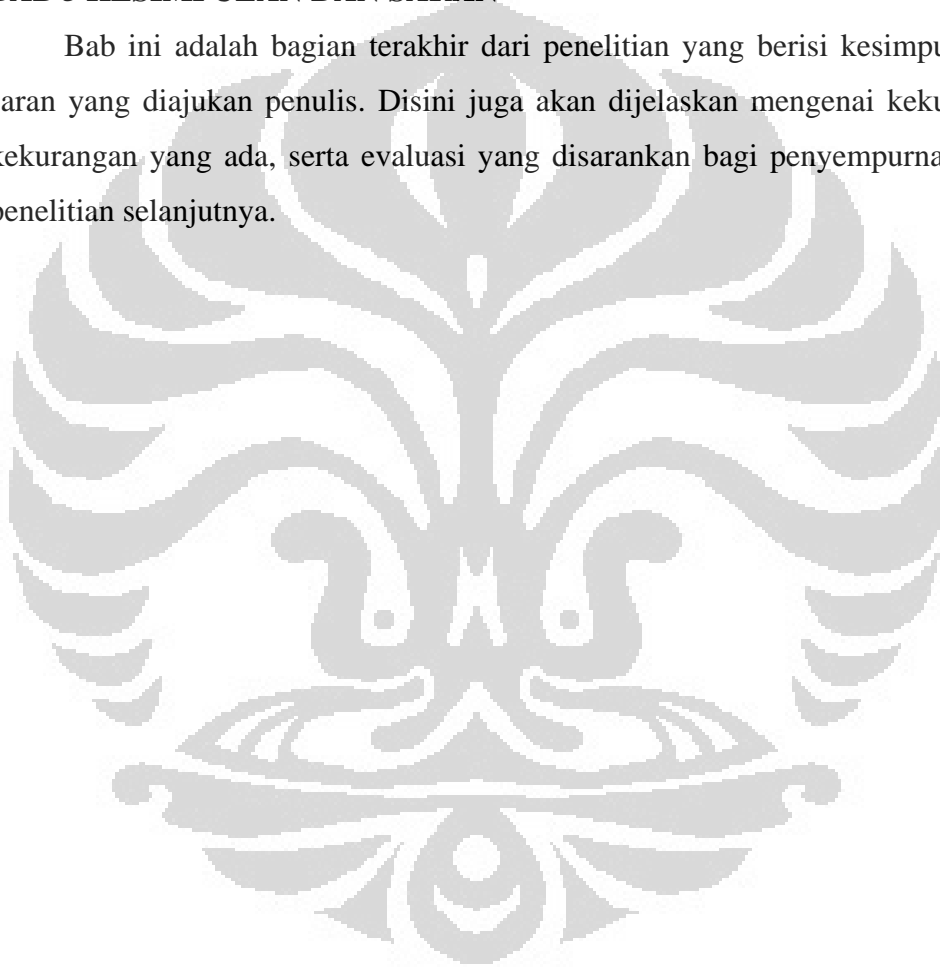 Bab ini adalah bagian terakhir dari penelitian yang berisi
yang diajukan penulis. Disini juga akan dijelaskan mengenai
kekurangan yang ada, serta evaluasi yang disarankan bagi
penelitian selanjutnya.